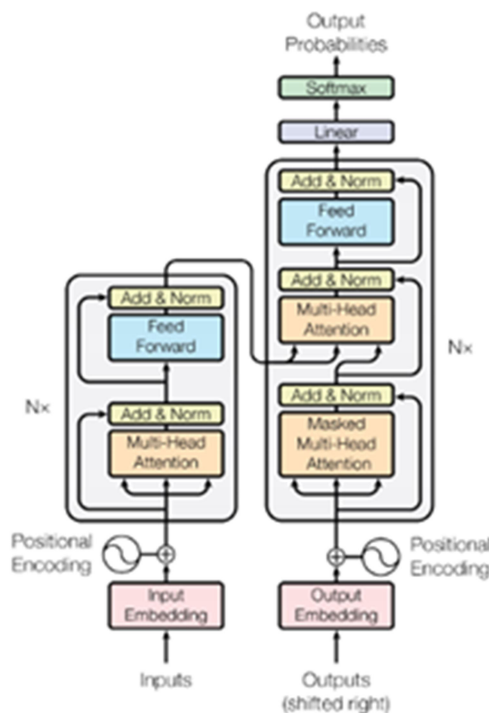 Output
Probabilities
Softmax
Linear
Add & Norm
Feed
Forward
Add & Norm
Multi-Head
Attention
Add & Norm
Masked
Multi-Head
Attention
Nx
Add & Norm
Feed
Forward
Add & Norm
Multi-Head
Attention
Nx
Positional
Encoding
Positional
Encoding
Input
Embedding
Output
Embedding
Inputs
Outputs
(shifted right)